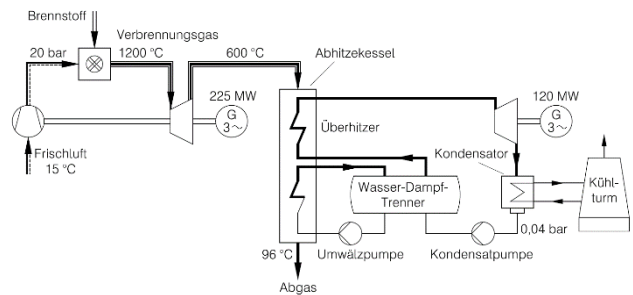 Brennstoff
Verbrennungsgas
20 bar
1200 °C
600 °C
Abhitzekessel
225 MW
120 MW
G
3~
G
3~
Überhitzer
Frischluft
15 °C
Kondensator
Kühl-
turm
Wasser-Dampf-
Trenner
0,04 bar
96 °C
Umwälzpumpe
Kondensatpumpe
Abgas